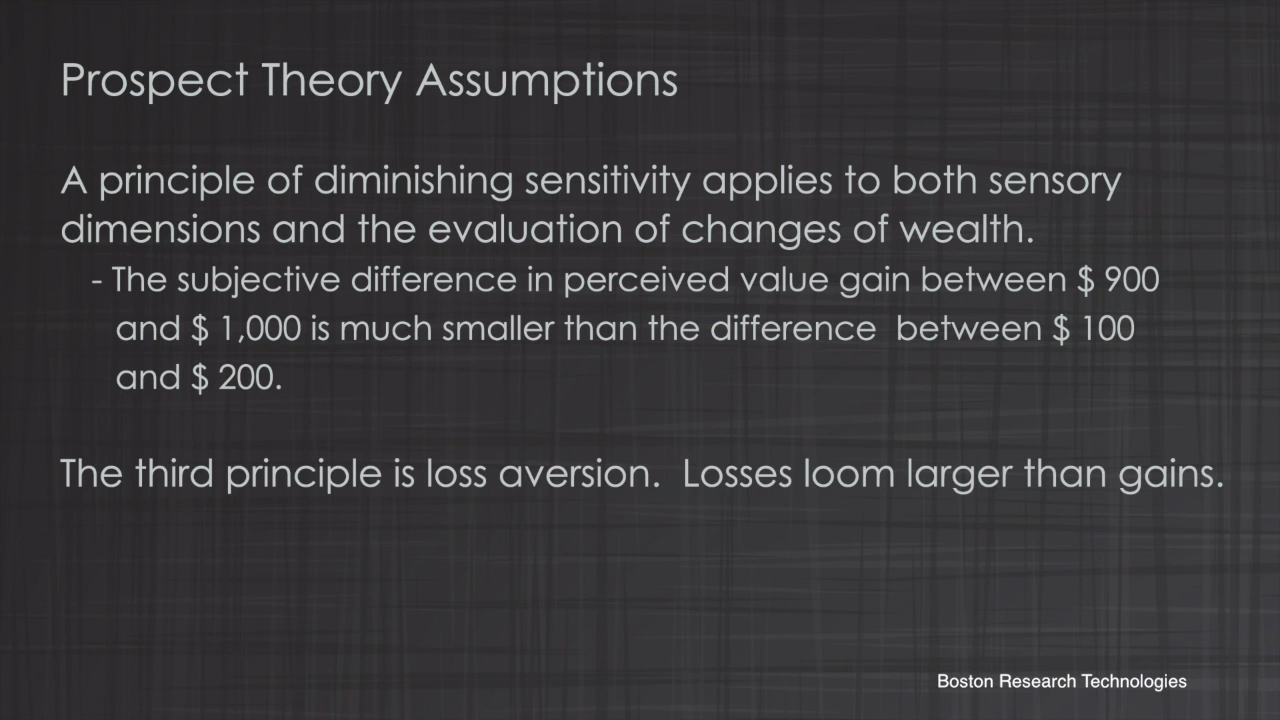 Prospect Theory Assumptions
A principle of diminishing sensitivity applies to both sensory
dimensions and the evaluation of changes of wealth.
- The subjective difference in perceived value gain between $ 900
and $ 1,000 is much smaller than the difference  between $ 100
and $ 200.
The third principle is loss aversion.  Losses loom larger than gains.
Boston Research Technologies